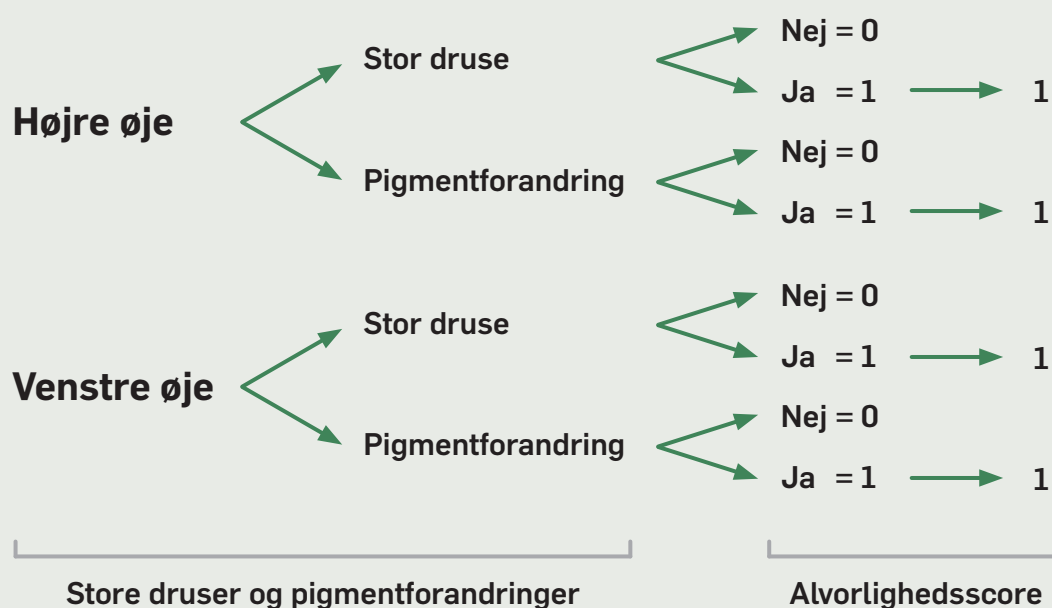 Højre øje
Stor druse
Nej = 0
Ja = 1 1
Pigmentforandring
Nej = 0
Ja = 1 1
Venstre øje
Stor druse
Nej = 0
Ja = 1 1
Pigmentforandring
Nej = 0
Ja = 1 1
Store druser og pigmentforandringer
Alvorlighedsscore